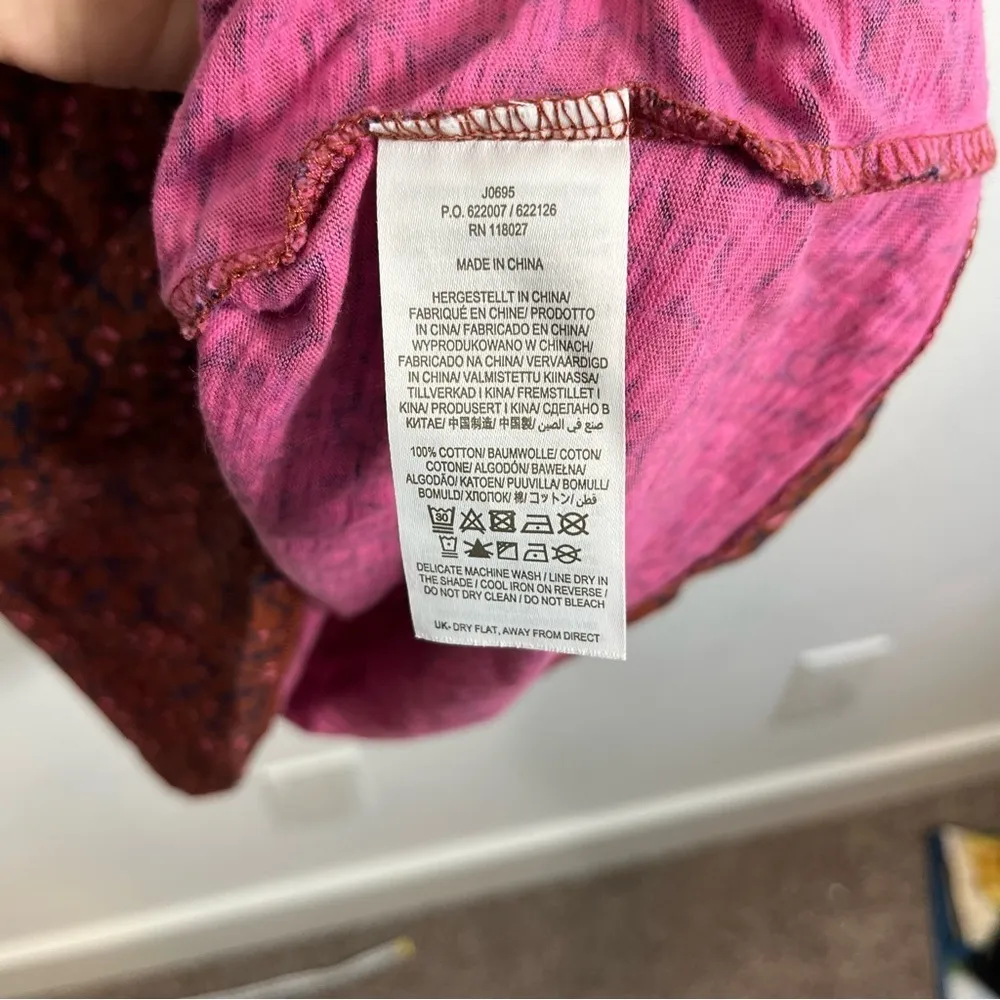 J0695
P.O. 622007 / 622126
RN 118027
MADE IN CHINA
HERGESTELLT IN CHINA/
FABRIQUÉ EN CHINE/ PRODOTTO
IN CINA/ FABRICADO EN CHINA/
WYPRODUKOWANO W CHINACH/
FABRICADO NA CHINA/ VERVAARDIGD
IN CHINA/ VALMISTETTU KIINASSA/
TILLVERKAD I KINA/ FREMSTILLET I
KINA/ PRODUSERT I KINA/ СДЕЛАНО В
КИТАЕ/ 中国制造/ 中国製/ صنع في الصين
100% COTTON/ BAUMWOLLE/ COTON/
COTONE/ ALGODÓN/ BAWEŁNA/
ALGODÃO/ KATOEN/ PUUVILLA/ BOMULL/
BOMULD/ ХЛОПОК/ 棉/ コットン/ قطن
30
DELICATE MACHINE WASH / LINE DRY IN
THE SHADE / COOL IRON ON REVERSE /
DO NOT DRY CLEAN / DO NOT BLEACH
UK- DRY FLAT, AWAY FROM DIRECT